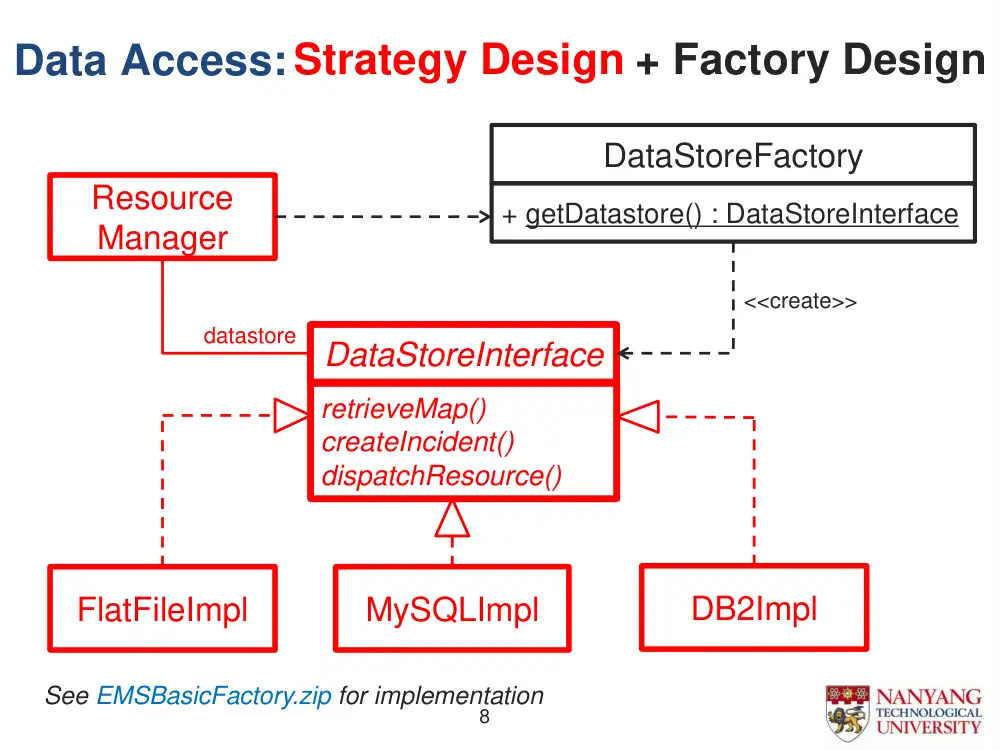 Data Access: Strategy Design + Factory Design
DataStoreFactory
+ getDatastore() : DataStoreInterface
Resource
Manager
<<create>>
datastore
DataStoreInterface
retrieveMap()
createIncident()
dispatchResource()
FlatFileImpl
MySQLImpl
DB2Impl
See EMSBasicFactory.zip for implementation
8
NANYANG
TECHNOLOGICAL
UNIVERSITY